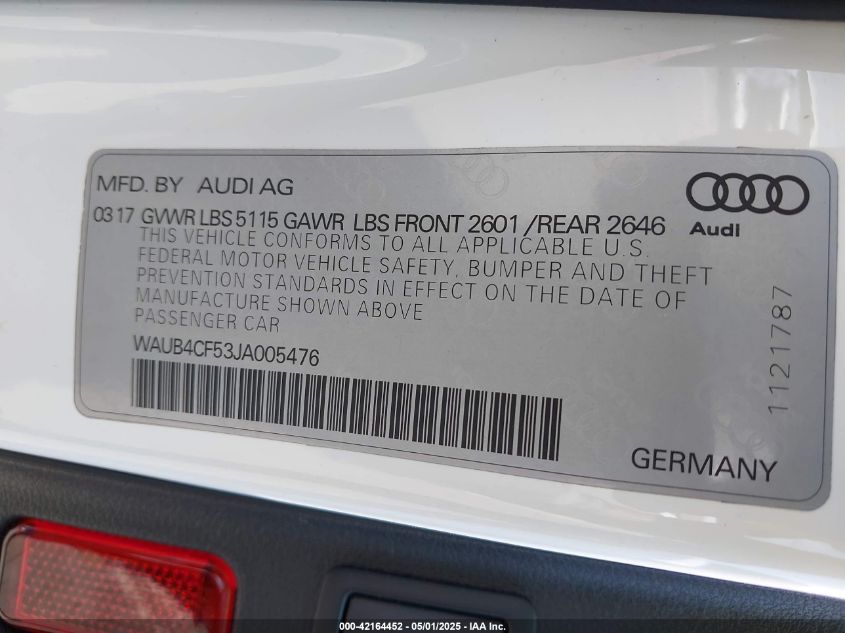 MFD. BY AUDI AG
0317 GVWR LBS 5115 GAWR LBS FRONT 2601 /REAR 2646
Audi
THIS VEHICLE CONFORMS TO ALL APPLICABLE U.S.
FEDERAL MOTOR VEHICLE SAFETY, BUMPER AND THEFT
PREVENTION STANDARDS IN EFFECT ON THE DATE OF
MANUFACTURE SHOWN ABOVE
PASSENGER CAR
WAUB4CF53JA005476
1121787
GERMANY
000-42164452 - 05/01/2025 - IAA Inc.